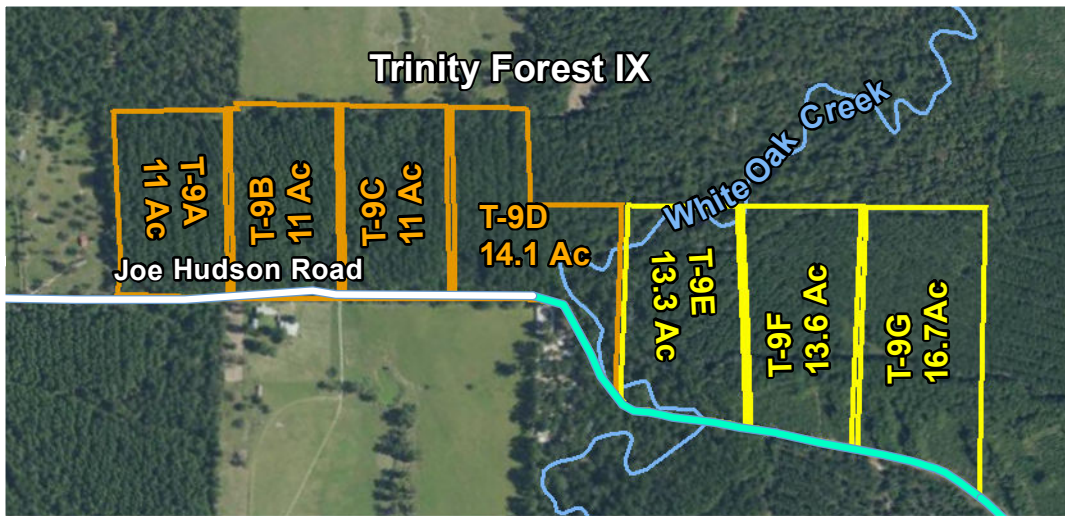 Trinity Forest IX
White Oak Creek
T-9A
11 Ac
T-9B
11 Ac
T-9C
11 Ac
T-9D
14.1 Ac
T-9E
13.3 Ac
T-9F
13.6 Ac
T-9G
16.7Ac
Joe Hudson Road